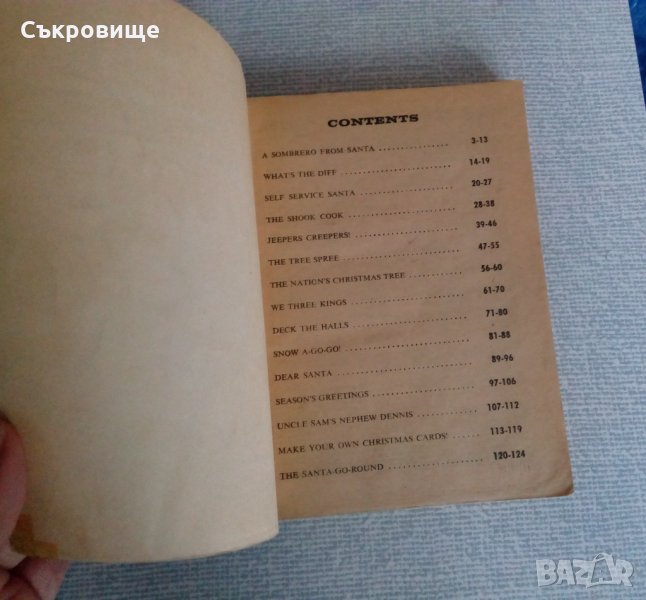 Съкровище
CONTENTS
A SOMBRERO FROM SANTA ................ 3-13
WHAT'S THE DIFF ........................ 14-19
SELF SERVICE SANTA .................... 20-27
THE SHOOK COOK ...................... 28-38
JEEPERS CREEPERS! ..................... 39-46
THE TREE SPREE ........................ 47-55
THE NATION'S CHRISTMAS TREE ........... 56-60
WE THREE KINGS ....................... 61-70
DECK THE HALLS ....................... 71-80
SNOW A-GO-GO! ........................ 81-88
DEAR SANTA ........................... 89-96
SEASON'S GREETINGS .................... 97-106
UNCLE SAM'S NEPHEW DENNIS ............ 107-112
MAKE YOUR OWN CHRISTMAS CARDS! ...... 113-119
THE SANTA-GO-ROUND ................... 120-124
BAZAR